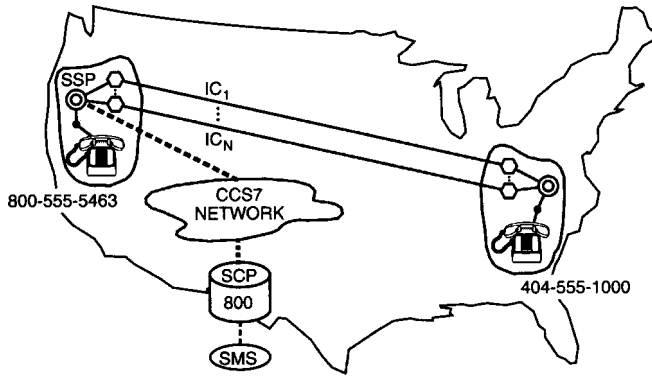 SSP
IC1
ICN
800-555-5463
CCS7
NETWORK
SCP
800
404-555-1000
SMS